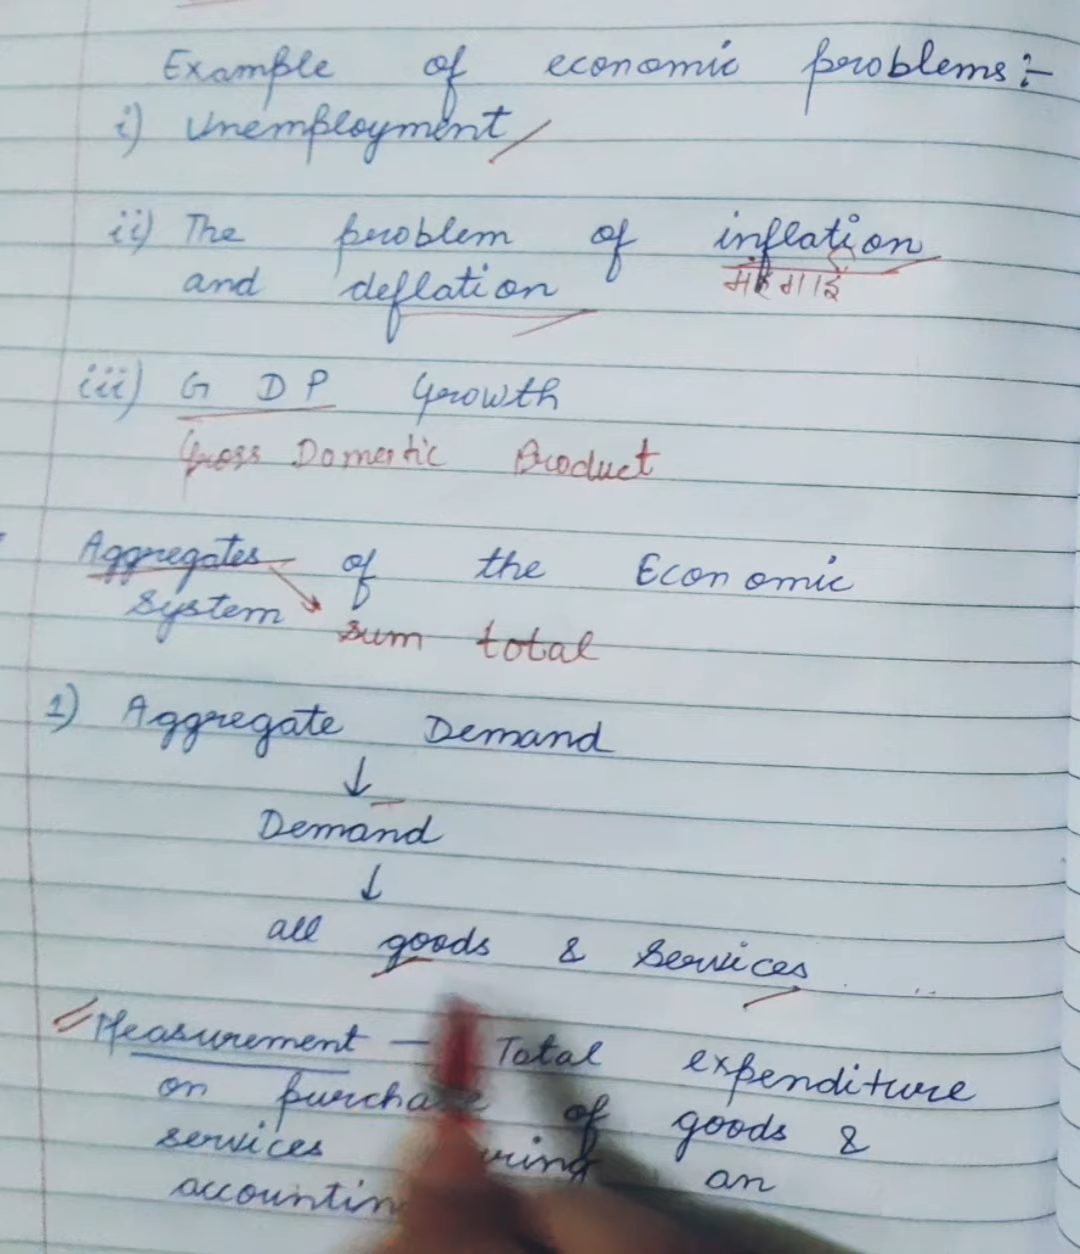 Example of economic problems :-
i) Unemployment
ii) The problem of inflation
and deflation महगाई
iii) G D P Growth
Gross Domestic Product
Aggregates of the Economic
System sum total
1) Aggregate Demand
↓
Demand
↓
all goods & services
Measurement - Total expenditure
on purchase of goods &
services an